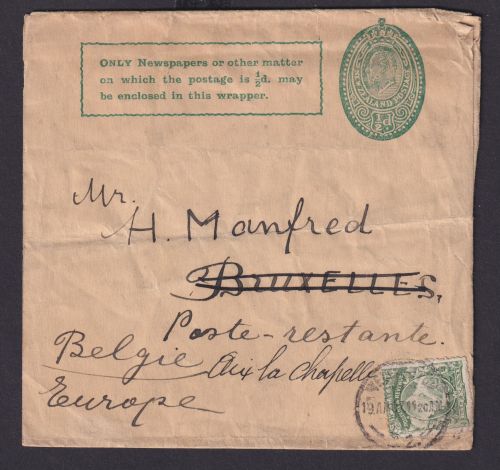 ONLY Newspapers or other matter
on which the postage is ½d. may
be enclosed in this wrapper.
ZEALAND POST
½d
Mr.
H. Manfred
BRUXELLES.
Poste-restante.
Belgie Aix la Chapelle
Europe